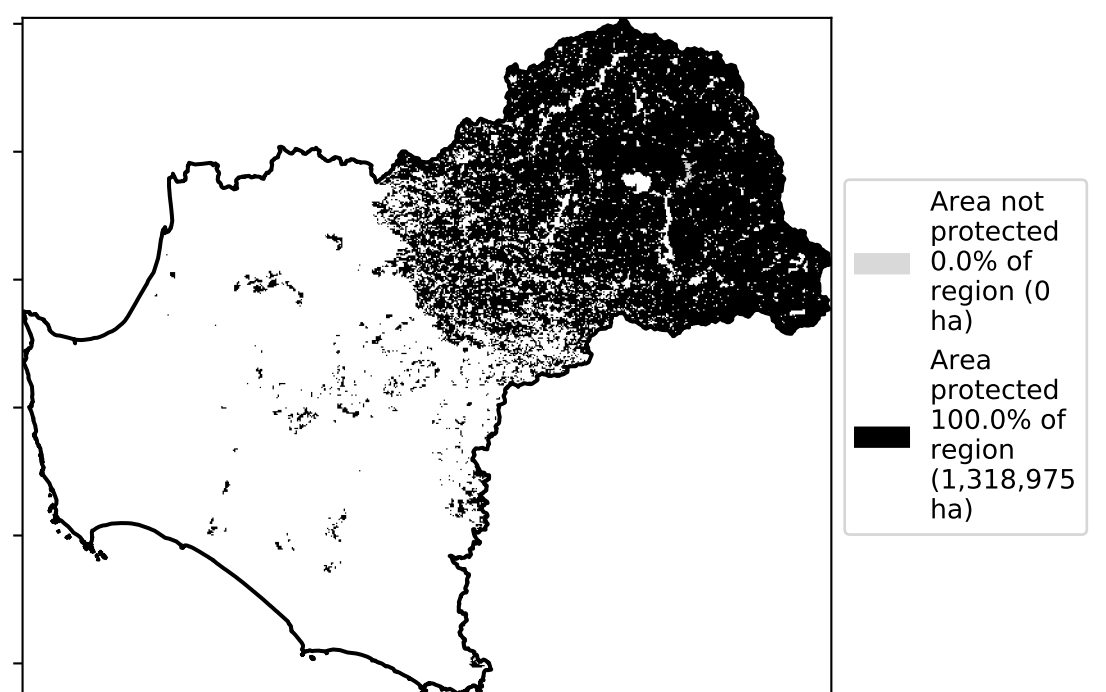 Area not
protected
0.0% of
region (0
ha)
Area
protected
100.0% of
region
(1,318,975
ha)